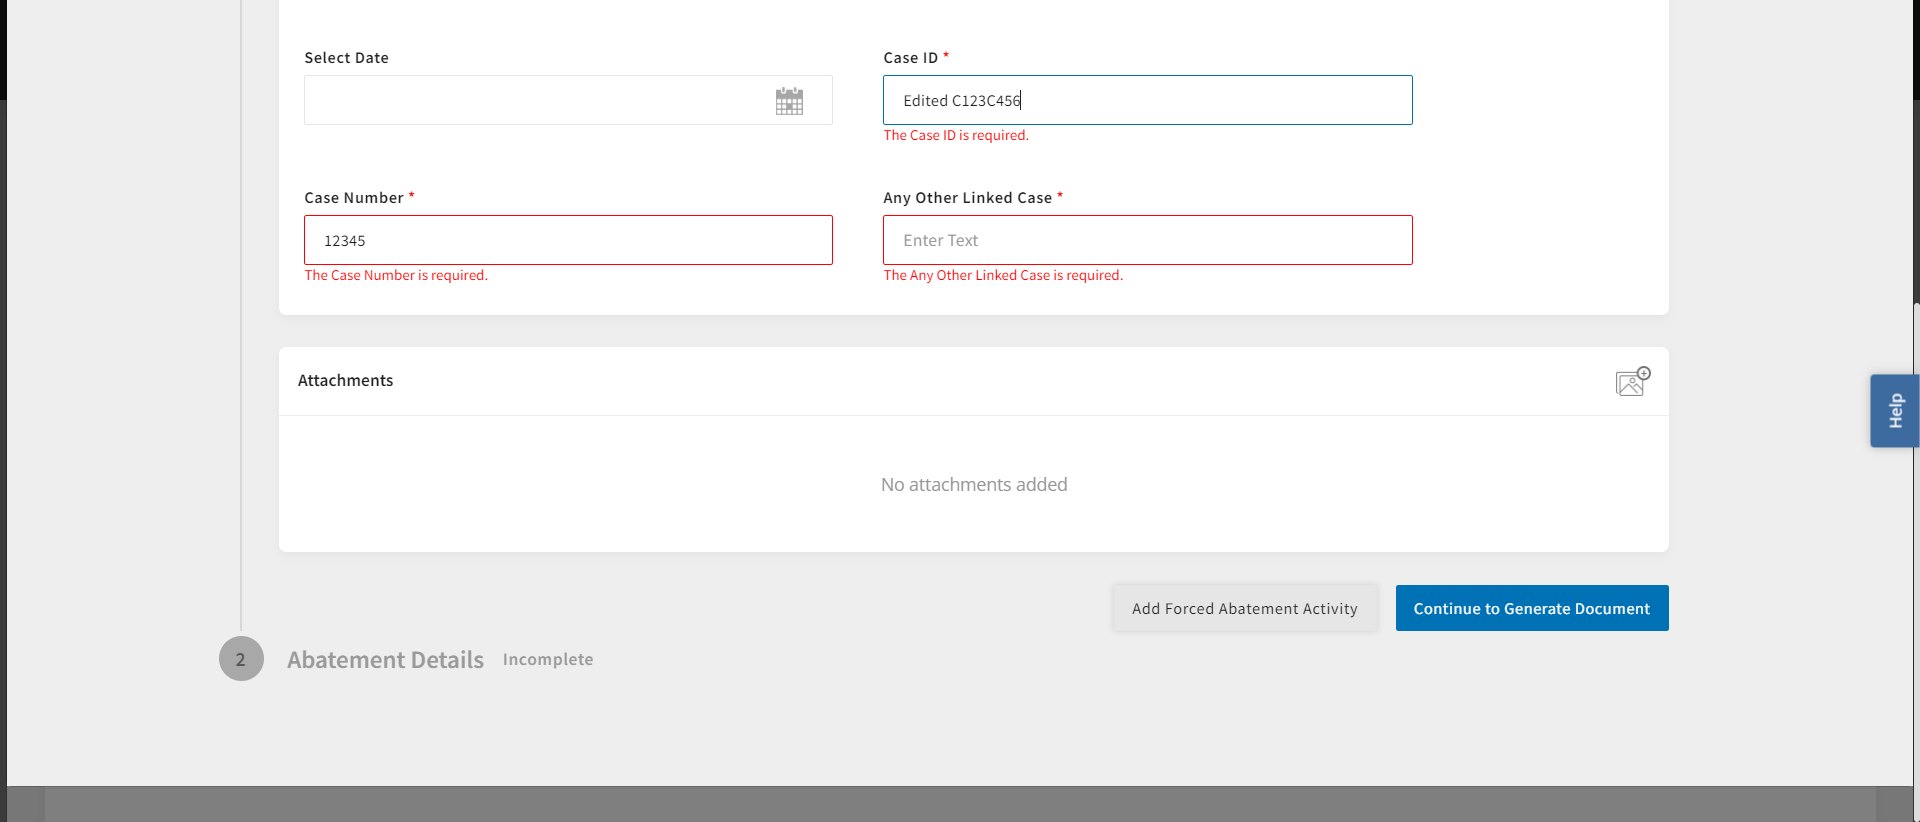 Select Date
Case ID *
Edited C123C456
The Case ID is required.
Case Number *
Any Other Linked Case *
12345
Enter Text
The Case Number is required.
The Any Other Linked Case is required.
Attachments
Help
No attachments added
Add Forced Abatement Activity
Continue to Generate Document
2 Abatement Details Incomplete